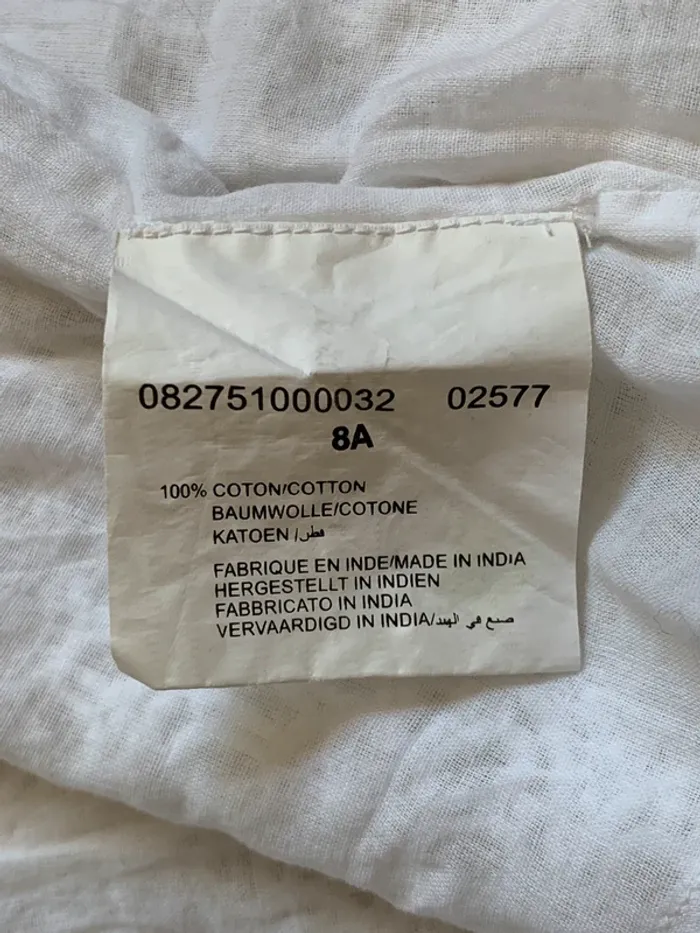 082751000032 02577
8A
100% COTON/COTTON
BAUMWOLLE/COTONE
KATOEN / قطن
FABRIQUE EN INDE/MADE IN INDIA
HERGESTELLT IN INDIEN
FABBRICATO IN INDIA
VERVAARDIGD IN INDIA/صنع في الهند